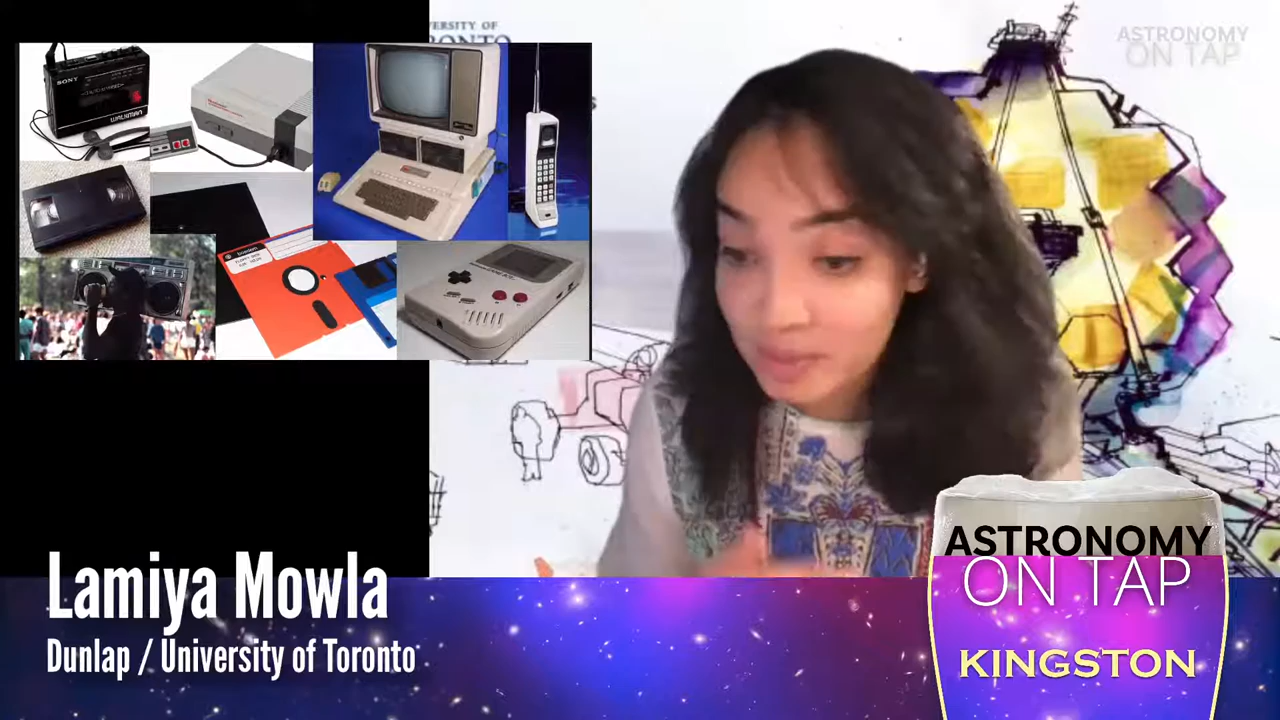 SONY
WALKMAN
ASTRONOMY
ON TAP
Lamiya Mowla
Dunlap / University of Toronto
ASTRONOMY
ON TAP
KINGSTON